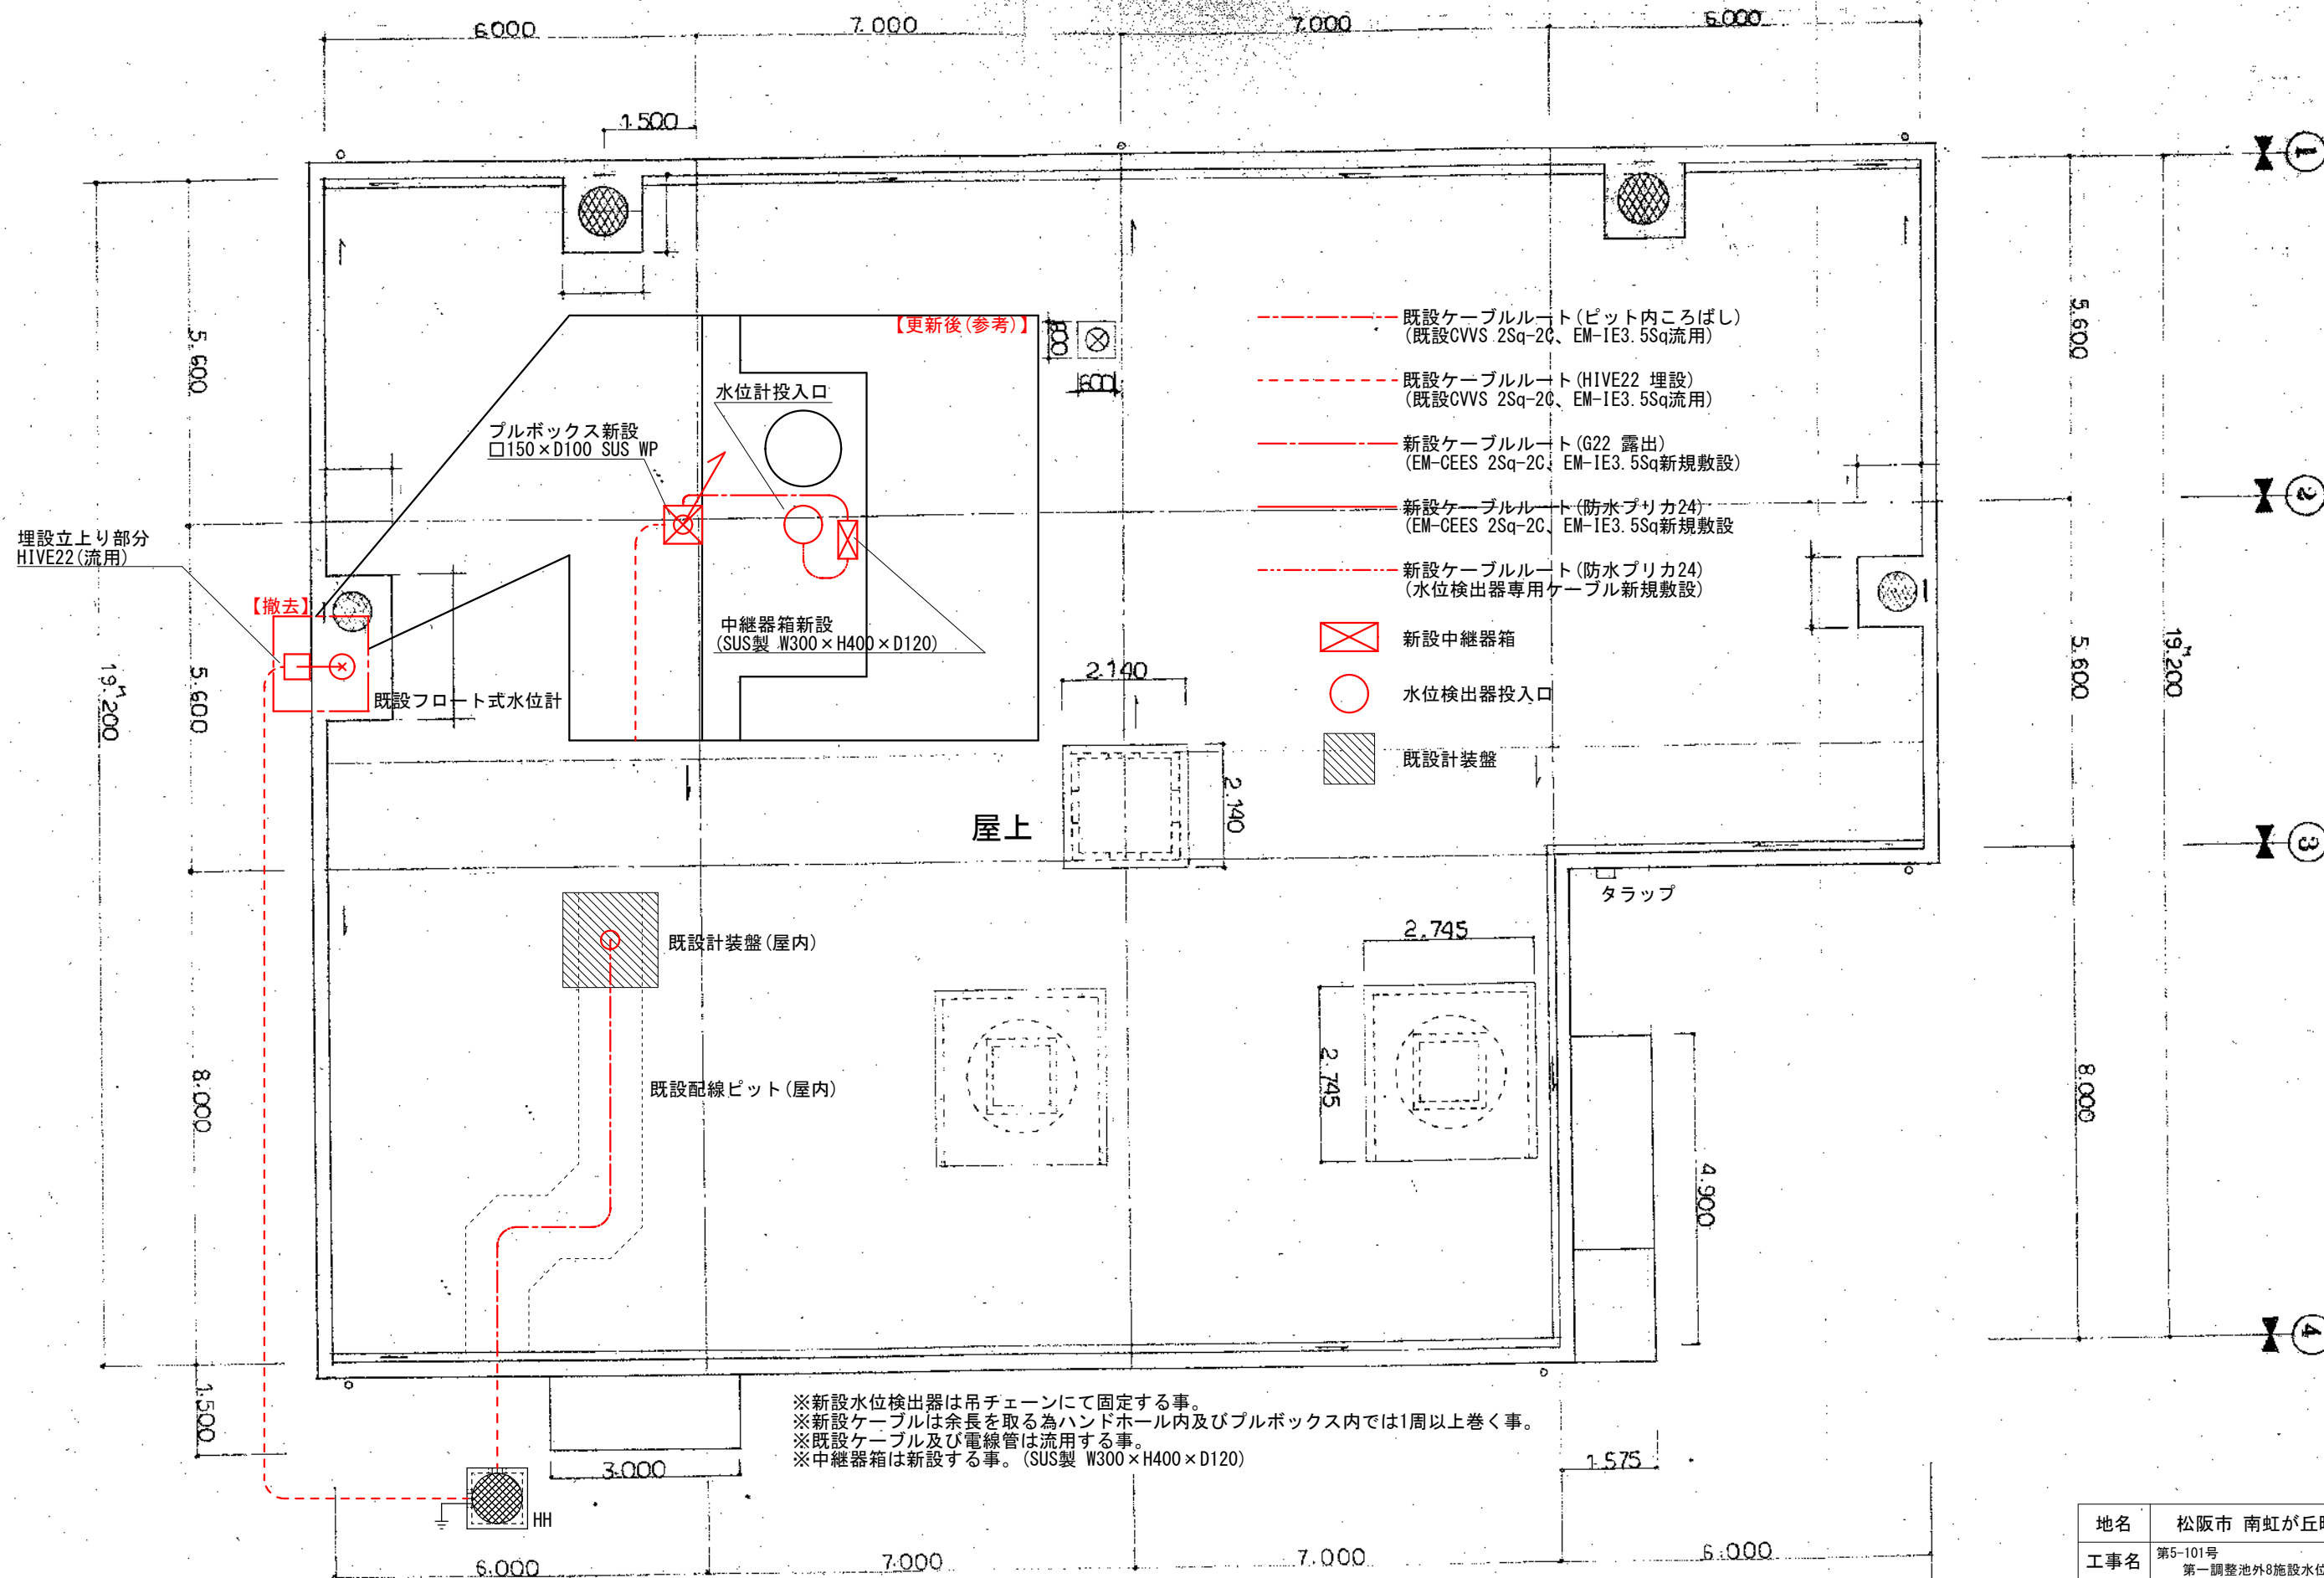 6.000
7.000
7.000
6.000
1.500
①
5.600
【更新後(参考)】
800
600
既設ケーブルルート(ピット内ころばし)
(既設CVVS 2Sq-2C、EM-IE3.5Sq流用)
5.600
水位計投入口
既設ケーブルルート(HIVE22 埋設)
(既設CVVS 2Sq-2C、EM-IE3.5Sq流用)
プルボックス新設
□150×D100 SUS WP
新設ケーブルルート(G22 露出)
(EM-CEES 2Sq-2C、EM-IE3.5Sq新規敷設)
②
新設ケーブルルート(防水プリカ24)
(EM-CEES 2Sq-2C、EM-IE3.5Sq新規敷設
埋設立上り部分
HIVE22(流用)
新設ケーブルルート(防水プリカ24)
(水位検出器専用ケーブル新規敷設)
【撤去】
中継器箱新設
(SUS製 W300×H400×D120)
新設中継器箱
19.200
5.600
既設フロート式水位計
2.140
水位検出器投入口
5.600
19.200
既設計装盤
2.140
屋上
③
タラップ
既設計装盤(屋内)
2.745
2.745
既設配線ピット(屋内)
8.000
8.000
4.900
④
1.500
※新設水位検出器は吊チェーンにて固定する事。
※新設ケーブルは余長を取る為ハンドホール内及びプルボックス内では1周以上巻く事。
※既設ケーブル及び電線管は流用する事。
※中継器箱は新設する事。(SUS製 W300×H400×D120)
3.000
1.575
HH
6.000
7.000
7.000
6.000
地名 松阪市 南虹が丘
工事名 第5-101号
第一調整池外8施設水位